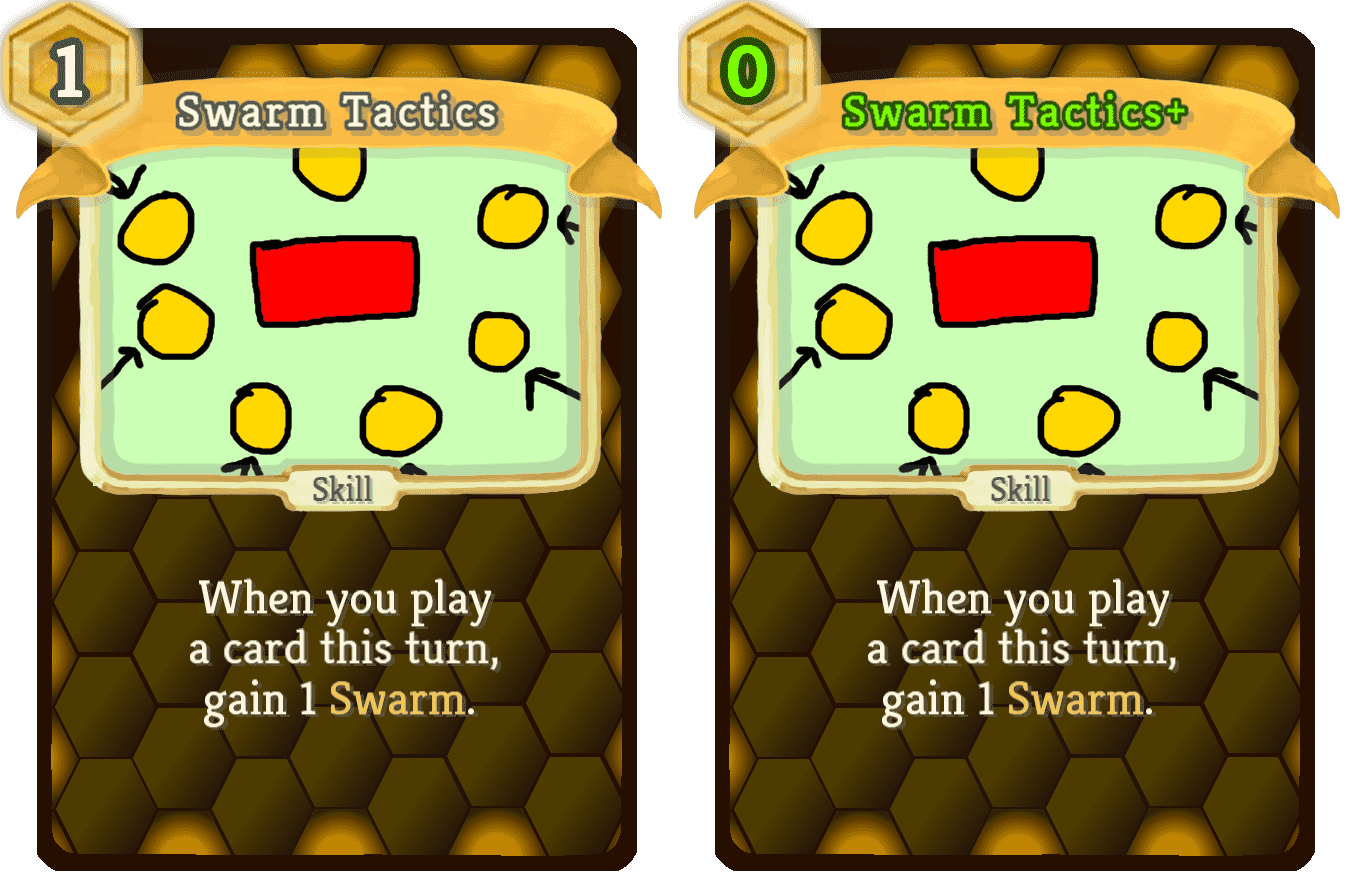 1
Swarm Tactics
Skill
When you play
a card this turn,
gain 1 Swarm.
0
Swarm Tactics+
Skill
When you play
a card this turn,
gain 1 Swarm.